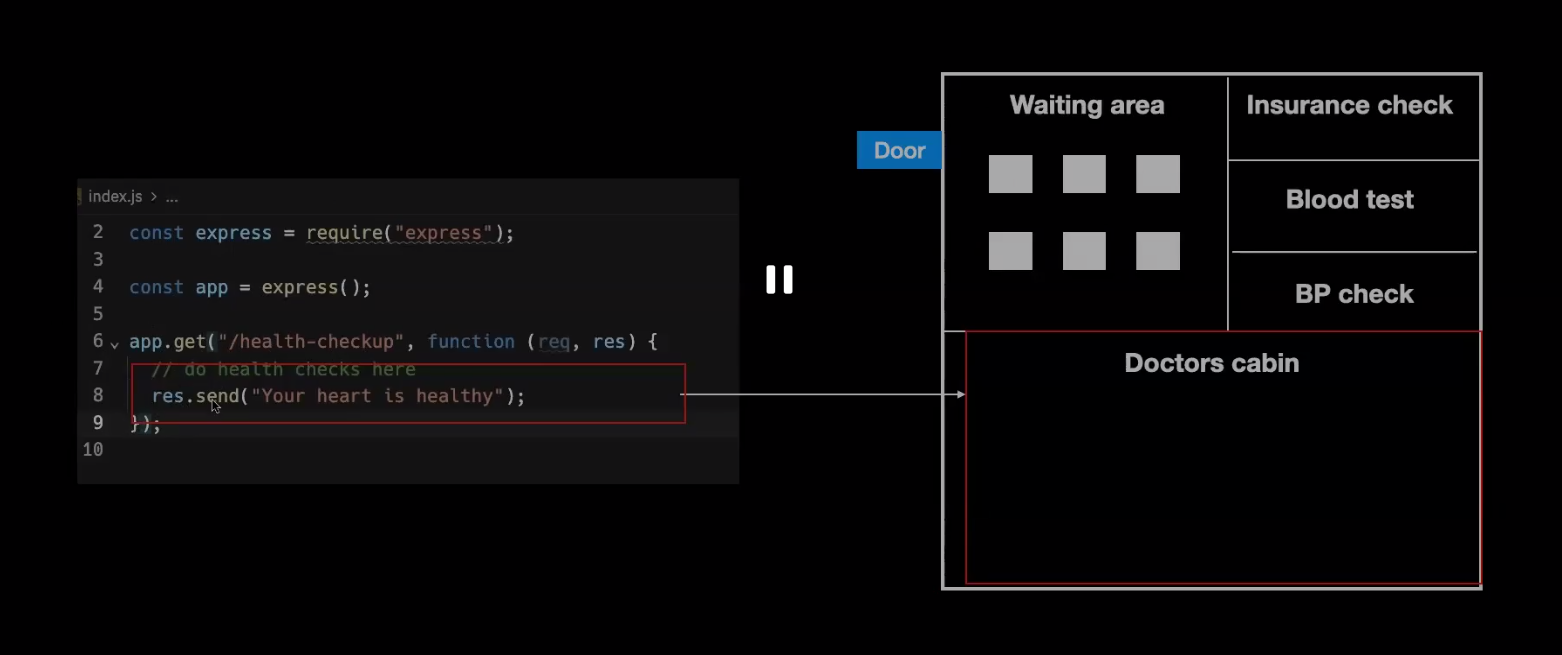 index.js > ...
2 const express = require("express");
3
4 const app = express();
5
6 app.get("/health-checkup", function (req, res) {
7 // do health checks here
8 res.send("Your heart is healthy");
9 });
10
Door
Waiting area
Insurance check
Blood test
BP check
Doctors cabin